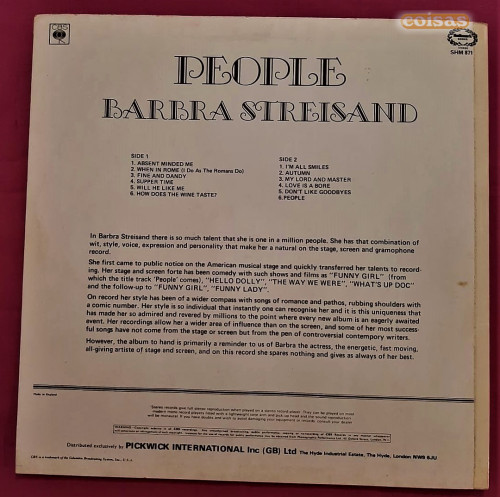 coisas
CBS
Hallmark
SERIES
STEREO
SHM 871
PEOPLE
BARBRA STREISAND
SIDE 1
1. ABSENT MINDED ME
2. WHEN IN ROME (I Do As The Romans Do)
3. FINE AND DANDY
4. SUPPER TIME
5. WILL HE LIKE ME
6. HOW DOES THE WINE TASTE?
SIDE 2
1. I'M ALL SMILES
2. AUTUMN
3. MY LORD AND MASTER
4. LOVE IS A BORE
5. DON'T LIKE GOODBYES
6.PEOPLE
In Barbra Streisand there is so much talent that she is one in a million people. She has that combination of
wit, style, voice, expression and personality that make her a natural on the stage, screen and gramophone
record.
She first came to public notice on the American musical stage and quickly transferred her talents to record-
ing. Her stage and screen forte has been comedy with such shows and films as "FUNNY GIRL" (from
which the title track 'People' comes), "HELLO DOLLY", "THE WAY WE WERE", "WHAT'S UP DOC"
and the follow-up to "FUNNY GIRL", "FUNNY LADY".
On record her style has been of a wider compass with songs of romance and pathos, rubbing shoulders with
a comic number. Her style is so individual that instantly one can recognise her and it is this uniqueness that
has made her so admired and revered by millions to the point where every new album is an eagerly awaited
event. Her recordings allow her a wider area of influence than on the screen, and some of her most success-
ful songs have not come from the stage or screen but from the pen of controversial contempory writers.
However, the album to hand is primarily a reminder to us of Barbra the actress, the energetic, fast moving,
all-giving artiste of stage and screen, and on this record she spares nothing and gives as always of her best.
Distributed exclusively by PICKWICK INTERNATIONAL Inc (GB) Ltd The Hyde Industrial Estate, The Hyde, London NW9 6JU
CBS is a trademark of the Columbia Broadcasting System, Inc., U.S.A.